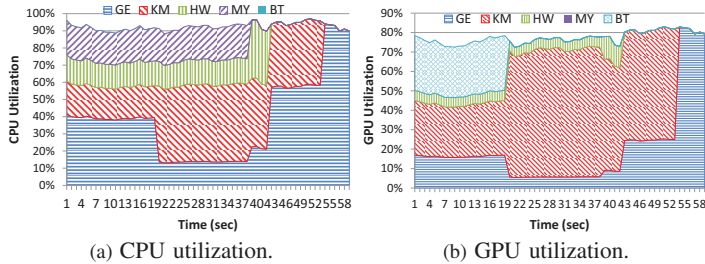 GE KM HW MY BT
100%
90%
80%
70%
60%
50%
40%
30%
20%
10%
0%
CPU Utilization
1 4 7 10 13 16 19 22 25 28 31 34 37 40 43 46 49 52 55 58
Time (sec)
(a) CPU utilization.
GE KM HW MY BT
90%
80%
70%
60%
50%
40%
30%
20%
10%
0%
GPU Utilization
1 4 7 10 13 16 19 22 25 28 31 34 37 40 43 46 49 52 55 58
Time (sec)
(b) GPU utilization.